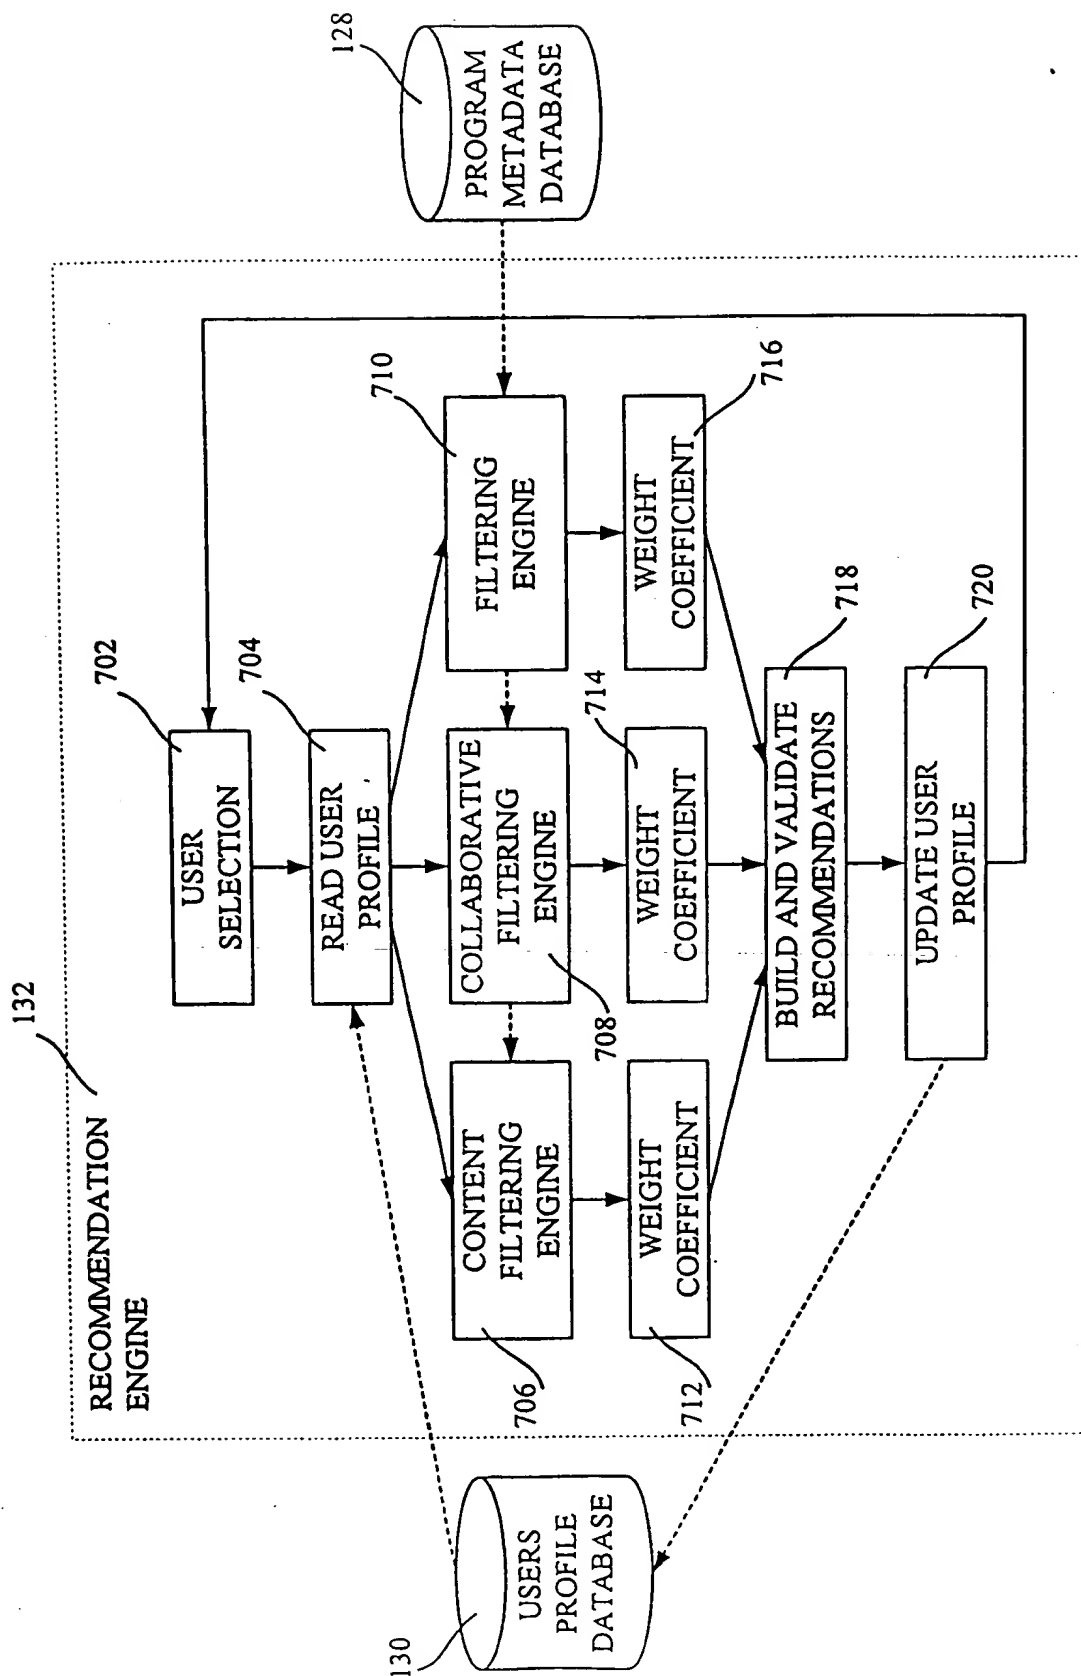 RECOMMENDATION
ENGINE
132
USER
SELECTION
702
READ USER
PROFILE
704
CONTENT
FILTERING
ENGINE
706
COLLABORATIVE
FILTERING
ENGINE
708
FILTERING
ENGINE
710
WEIGHT
COEFFICIENT
712
WEIGHT
COEFFICIENT
714
WEIGHT
COEFFICIENT
716
BUILD AND VALIDATE
RECOMMENDATIONS
718
UPDATE USER
PROFILE
720
USERS
PROFILE
DATABASE
130
PROGRAM
METADATA
DATABASE
128